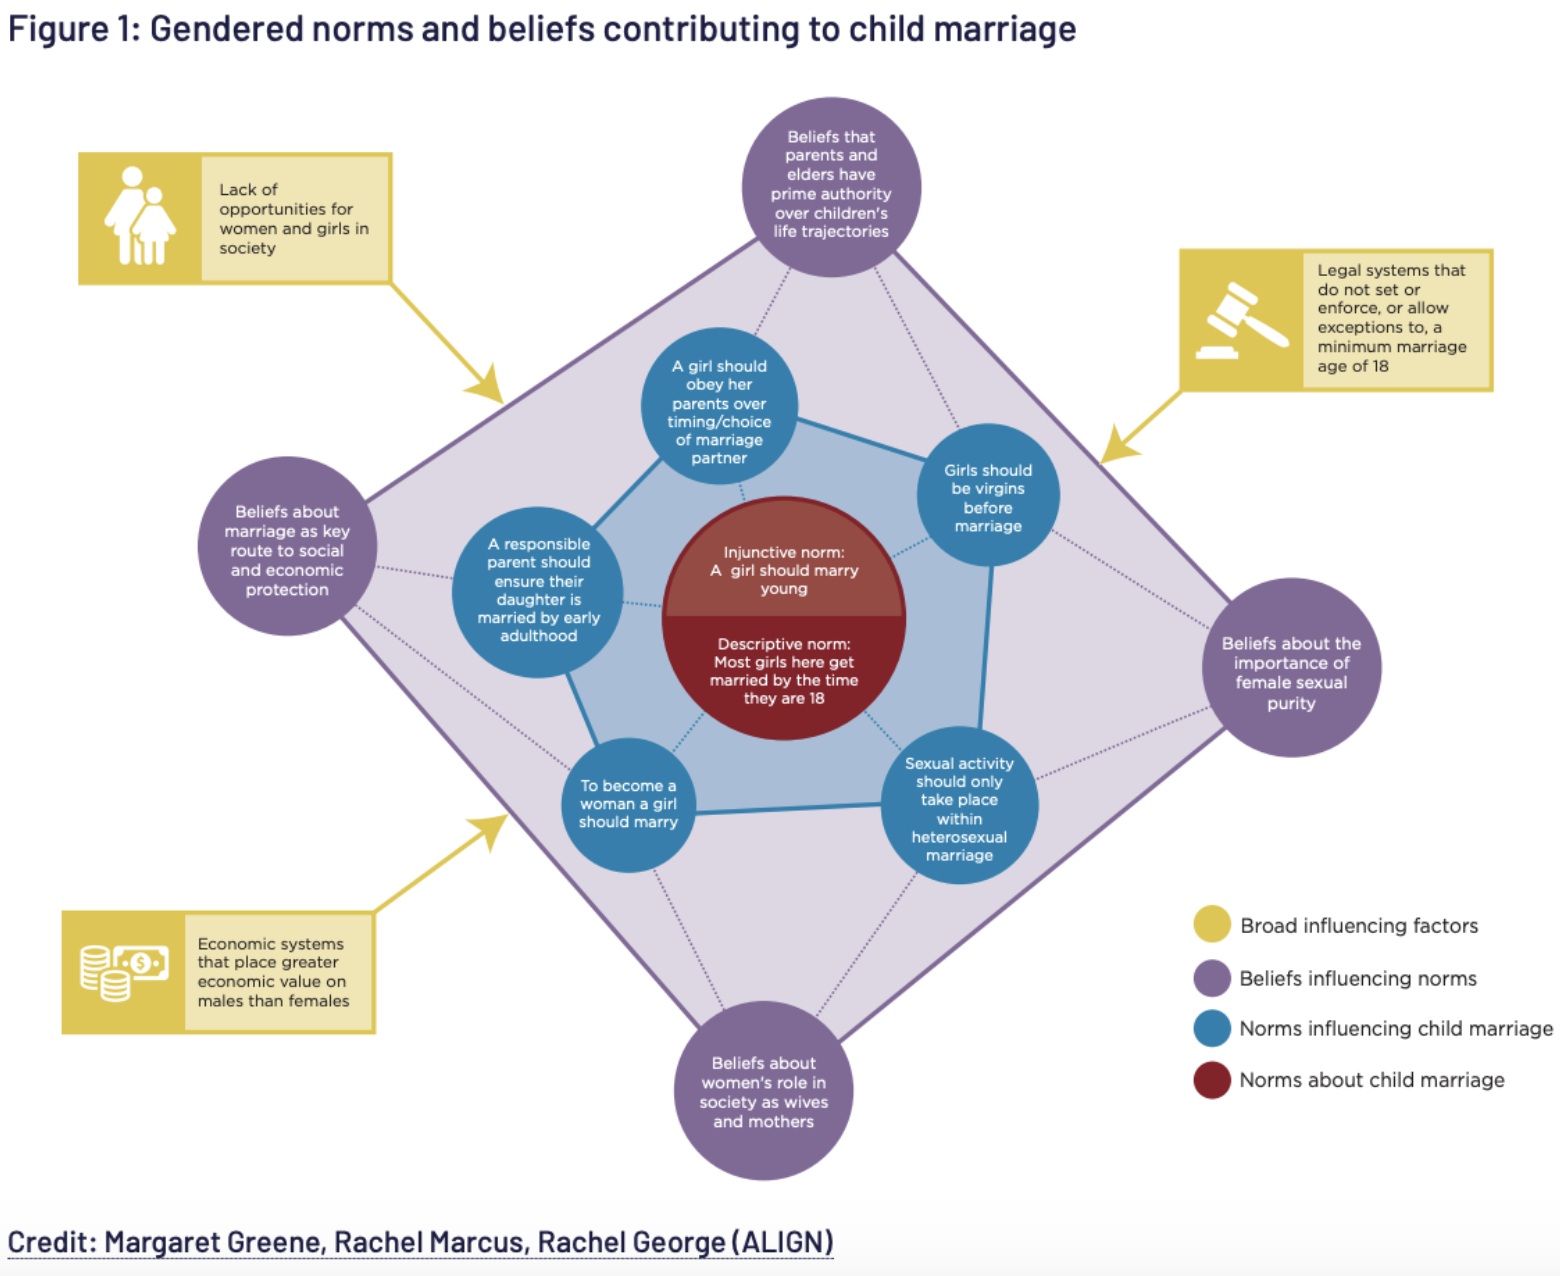 Figure 1: Gendered norms and beliefs contributing to child marriage
Beliefs that
parents and
elders have
prime authority
over children's
life trajectories
Lack of
opportunities for
women and girls in
society
Legal systems that
do not set or
enforce, or allow
exceptions to, a
minimum marriage
age of 18
A girl should
obey her
parents over
timing/choice
of marriage
partner
Girls should
be virgins
before
marriage
Beliefs about
marriage as key
route to social
and economic
protection
A responsible
parent should
ensure their
daughter is
married by early
adulthood
Injunctive norm:
A girl should marry
young
Descriptive norm:
Most girls here get
married by the time
they are 18
Beliefs about the
importance of
female sexual
purity
To become a
woman a girl
should marry
Sexual activity
should only
take place
within
heterosexual
marriage
Economic systems
that place greater
economic value on
males than females
$
Beliefs about
women's role in
society as wives
and mothers
Broad influencing factors
Beliefs influencing norms
Norms influencing child marriage
Norms about child marriage
Credit: Margaret Greene, Rachel Marcus, Rachel George (ALIGN)